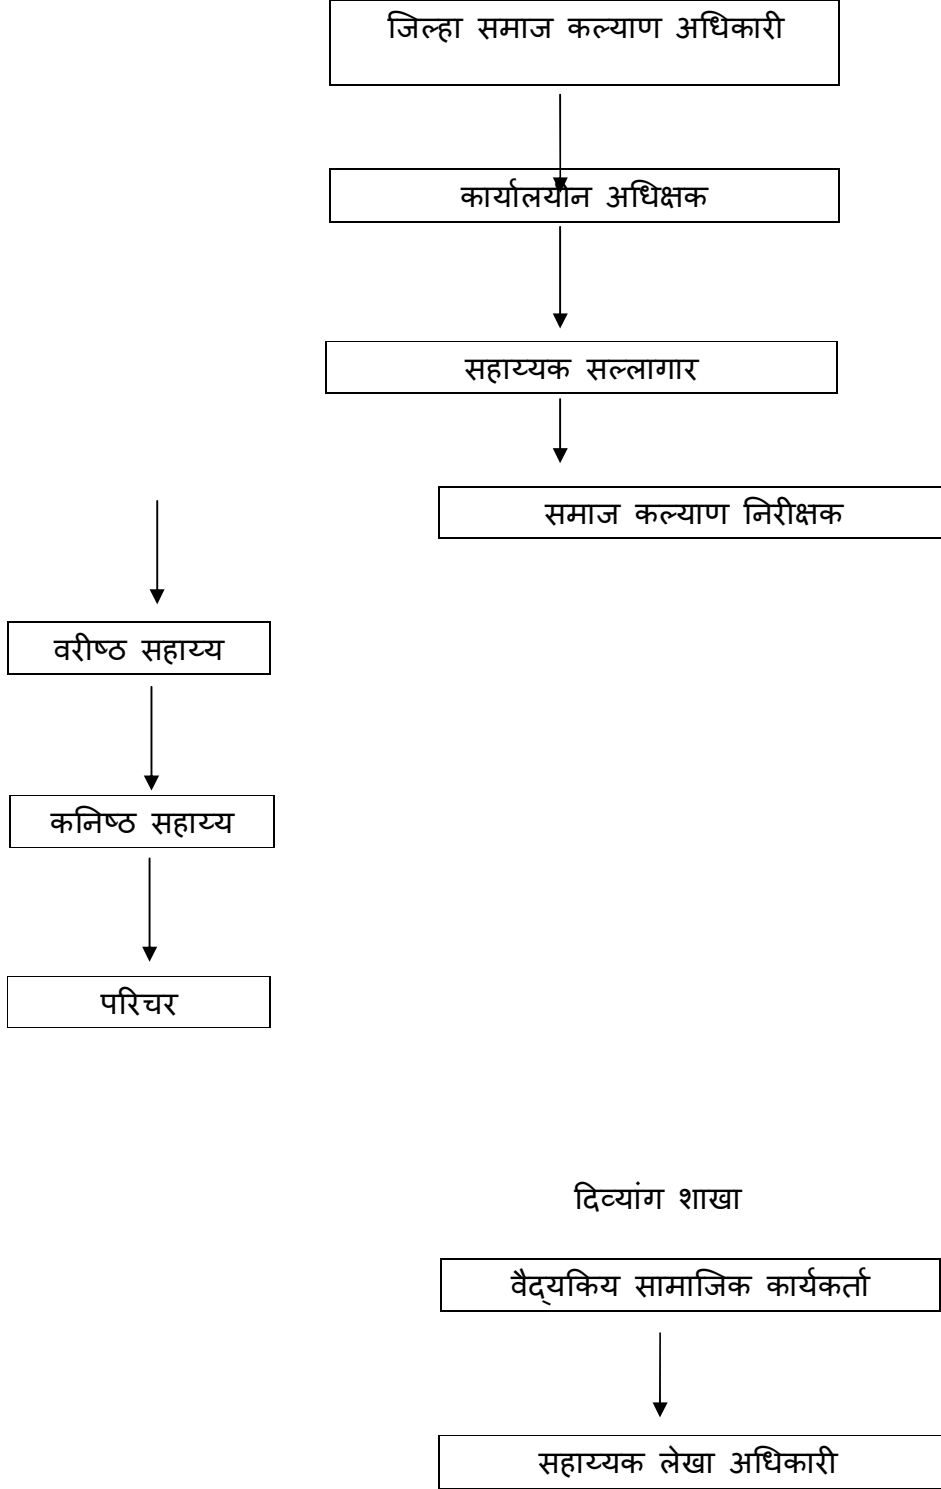 जिल्हा समाज कल्याण अधिकारी
कार्यालयीन अधिक्षक
सहाय्यक सल्लागार
समाज कल्याण निरीक्षक
वरीष्ठ सहाय्य
कनिष्ठ सहाय्य
परिचर
दिव्यांग शाखा
वैद्यकिय सामाजिक कार्यकर्ता
सहाय्यक लेखा अधिकारी